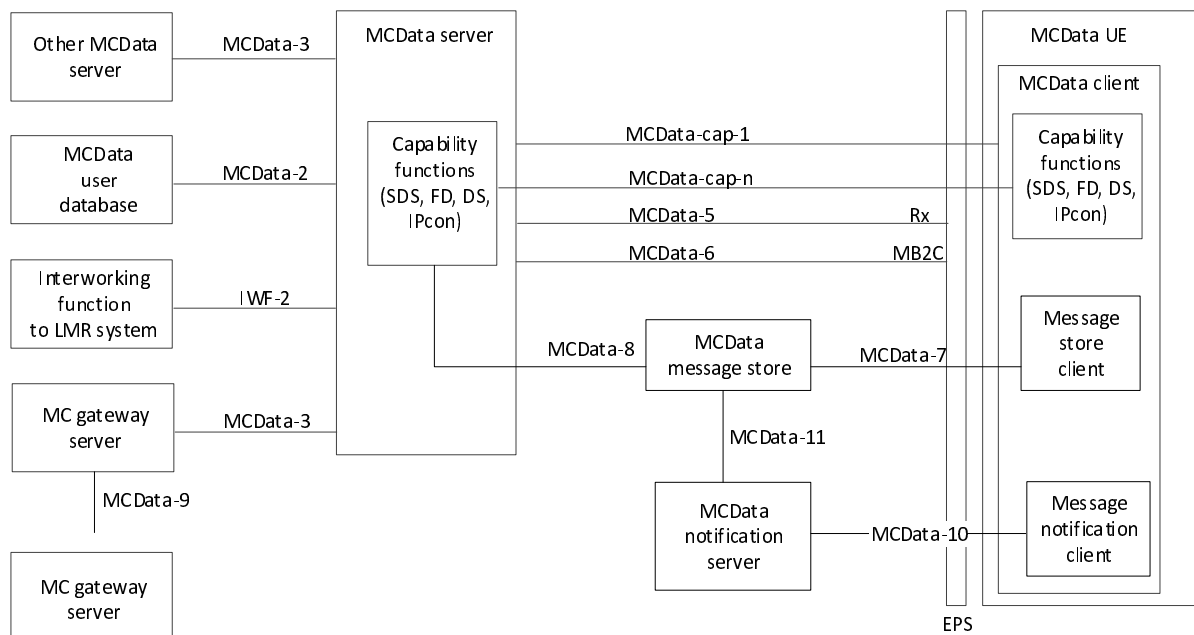 Other MCData
server
MCData-3
MCData server
MCData UE
MCData client
MCData
user
database
MCData-2
Capability
functions
(SDS, FD, DS,
IPcon)
MCData-cap-1
MCData-cap-n
MCData-5
Rx
MCData-6
MB2C
Capability
functions
(SDS, FD, DS,
IPcon)
Interworking
function
to LMR system
IWF-2
MCData-8
MCData
message store
MCData-7
Message
store
client
MC gateway
server
MCData-3
MCData-9
MCData-11
MCData
notification
server
MCData-10
Message
notification
client
MC gateway
server
EPS